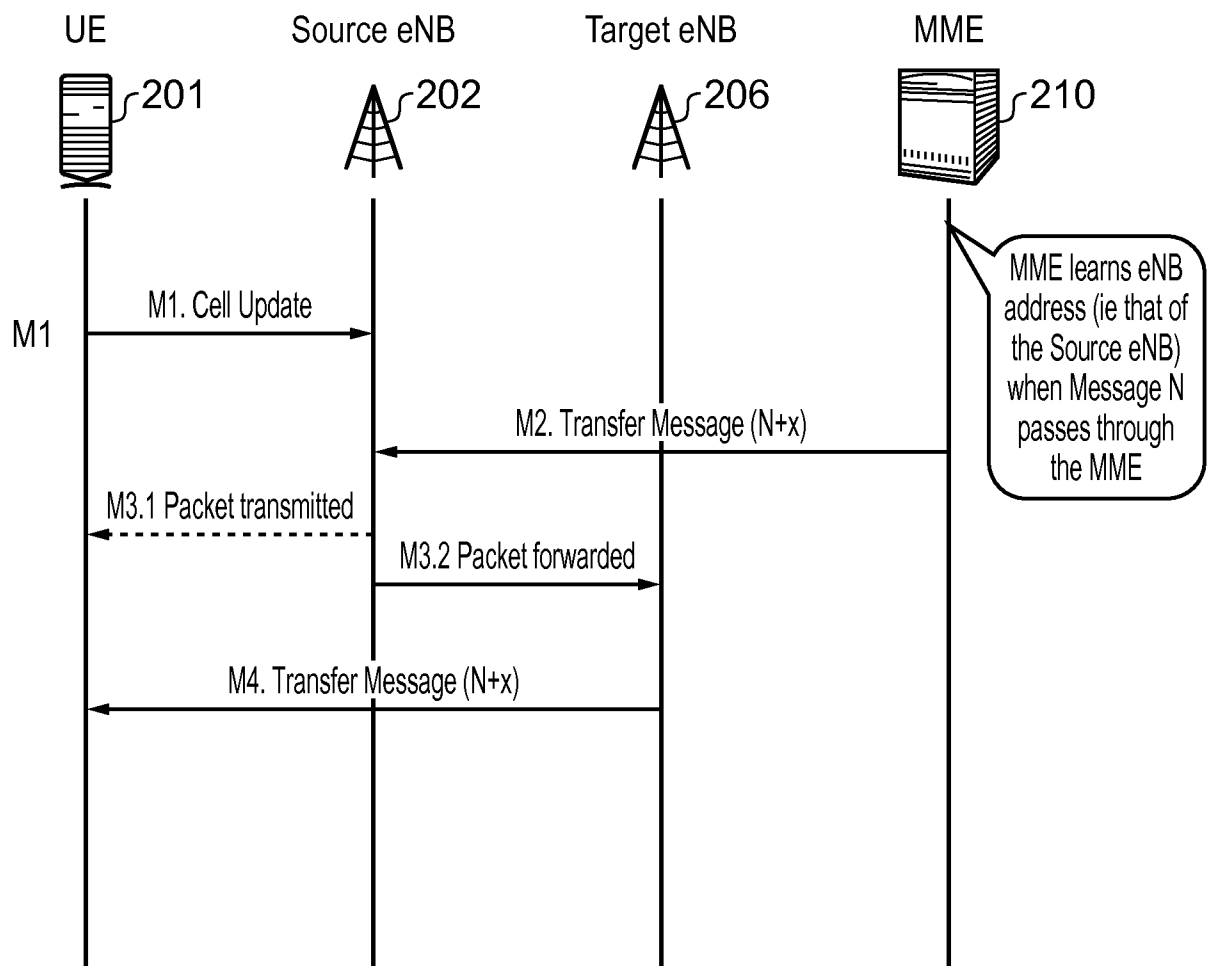 UE
Source eNB
Target eNB
MME
201
202
206
210
MME learns eNB
address (ie that of
the Source eNB)
when Message N
passes through
the MME
M1. Cell Update
M1
M2. Transfer Message (N+x)
M3.1 Packet transmitted
M3.2 Packet forwarded
M4. Transfer Message (N+x)